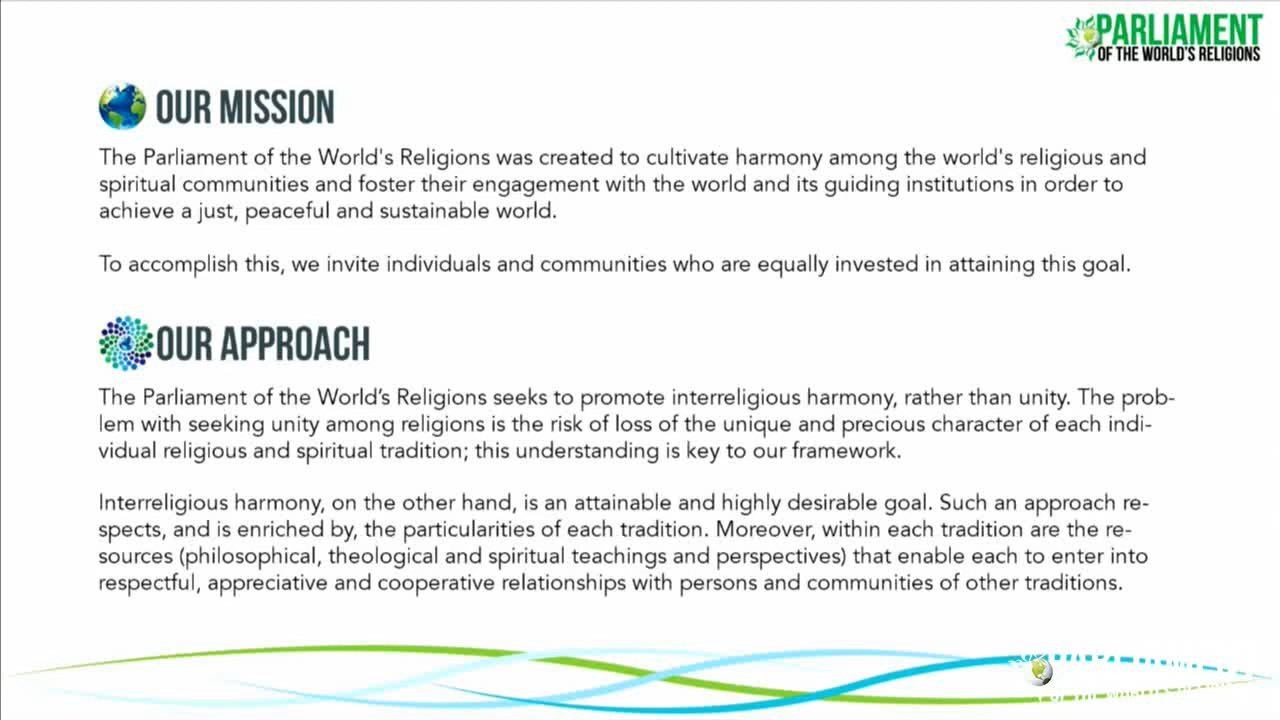 PARLIAMENT
OF THE WORLD'S RELIGIONS
OUR MISSION
The Parliament of the World's Religions was created to cultivate harmony among the world's religious and
spiritual communities and foster their engagement with the world and its guiding institutions in order to
achieve a just, peaceful and sustainable world.
To accomplish this, we invite individuals and communities who are equally invested in attaining this goal.
OUR APPROACH
The Parliament of the World’s Religions seeks to promote interreligious harmony, rather than unity. The prob-
lem with seeking unity among religions is the risk of loss of the unique and precious character of each indi-
vidual religious and spiritual tradition; this understanding is key to our framework.
Interreligious harmony, on the other hand, is an attainable and highly desirable goal. Such an approach re-
spects, and is enriched by, the particularities of each tradition. Moreover, within each tradition are the re-
sources (philosophical, theological and spiritual teachings and perspectives) that enable each to enter into
respectful, appreciative and cooperative relationships with persons and communities of other traditions.